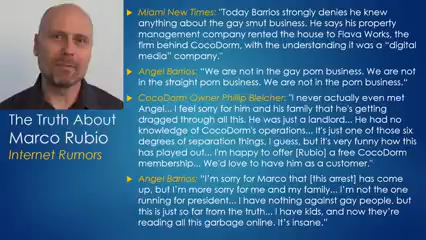 Miami New Times: "Today Barrios strongly denies he knew
anything about the gay smut business. He says his property
management company rented the house to Flava Works, the
firm behind CocoDorm, with the understanding it was a “digital
media” company."
Angel Barrios: “We are not in the gay porn business. We are not
in the straight porn business. We are not in the porn business.“
CocoDorm Owner Phillip Bleicher: "I never actually even met
Angel... I feel sorry for him and his family that he's getting
dragged through all this. He was just a landlord... He had no
knowledge of CocoDorm's operations... It's just one of those six
degrees of separation things, I guess, but it's very funny how this
has played out... I'm happy to offer [Rubio] a free CocoDorm
membership... We'd love to have him as a customer."
Angel Barrios: “I’m sorry for Marco that [this arrest] has come
up, but I’m more sorry for me and my family... I’m not the one
running for president... I have nothing against gay people, but
this is just so far from the truth... I have kids, and now they’re
reading all this garbage online. It’s insane.”
The Truth About
Marco Rubio
Internet Rumors